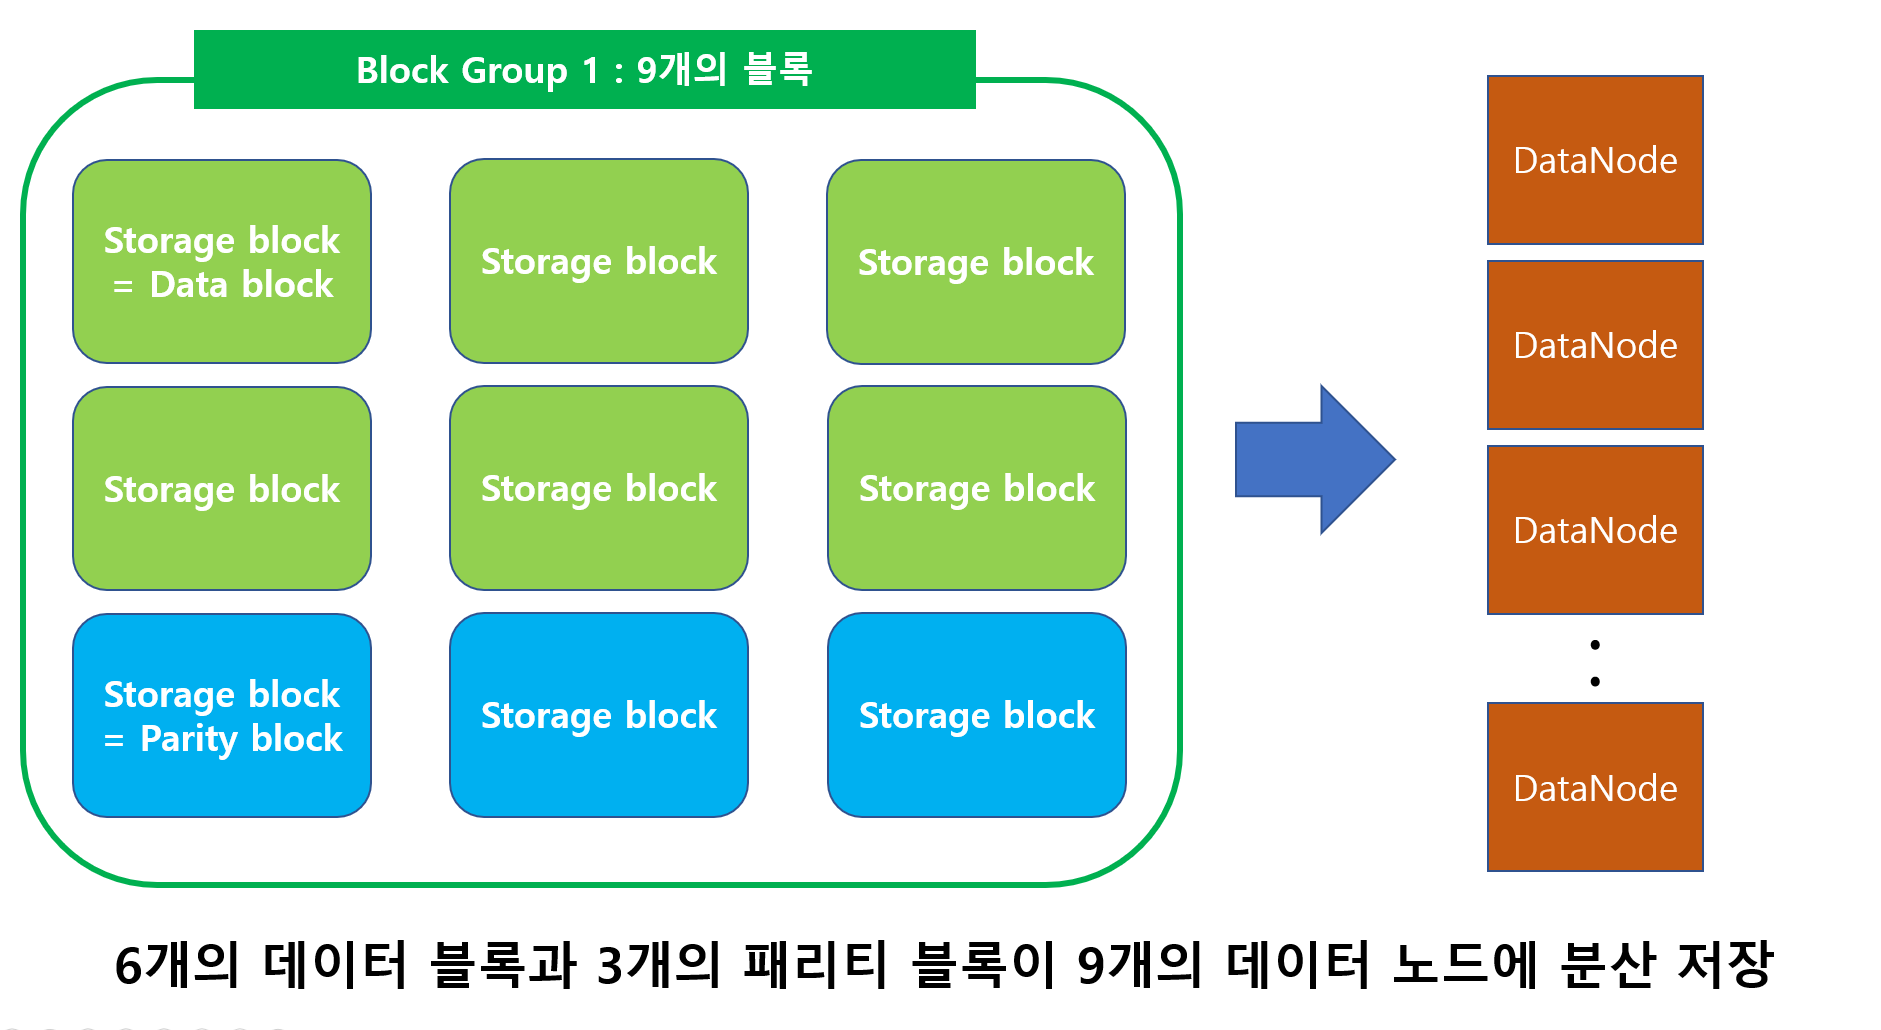 Block Group 1 : 9개의 블록
Storage block
= Data block
Storage block
Storage block
Storage block
Storage block
Storage block
Storage block
= Parity block
Storage block
Storage block
DataNode
DataNode
DataNode
DataNode
6개의 데이터 블록과 3개의 패리티 블록이 9개의 데이터 노드에 분산 저장